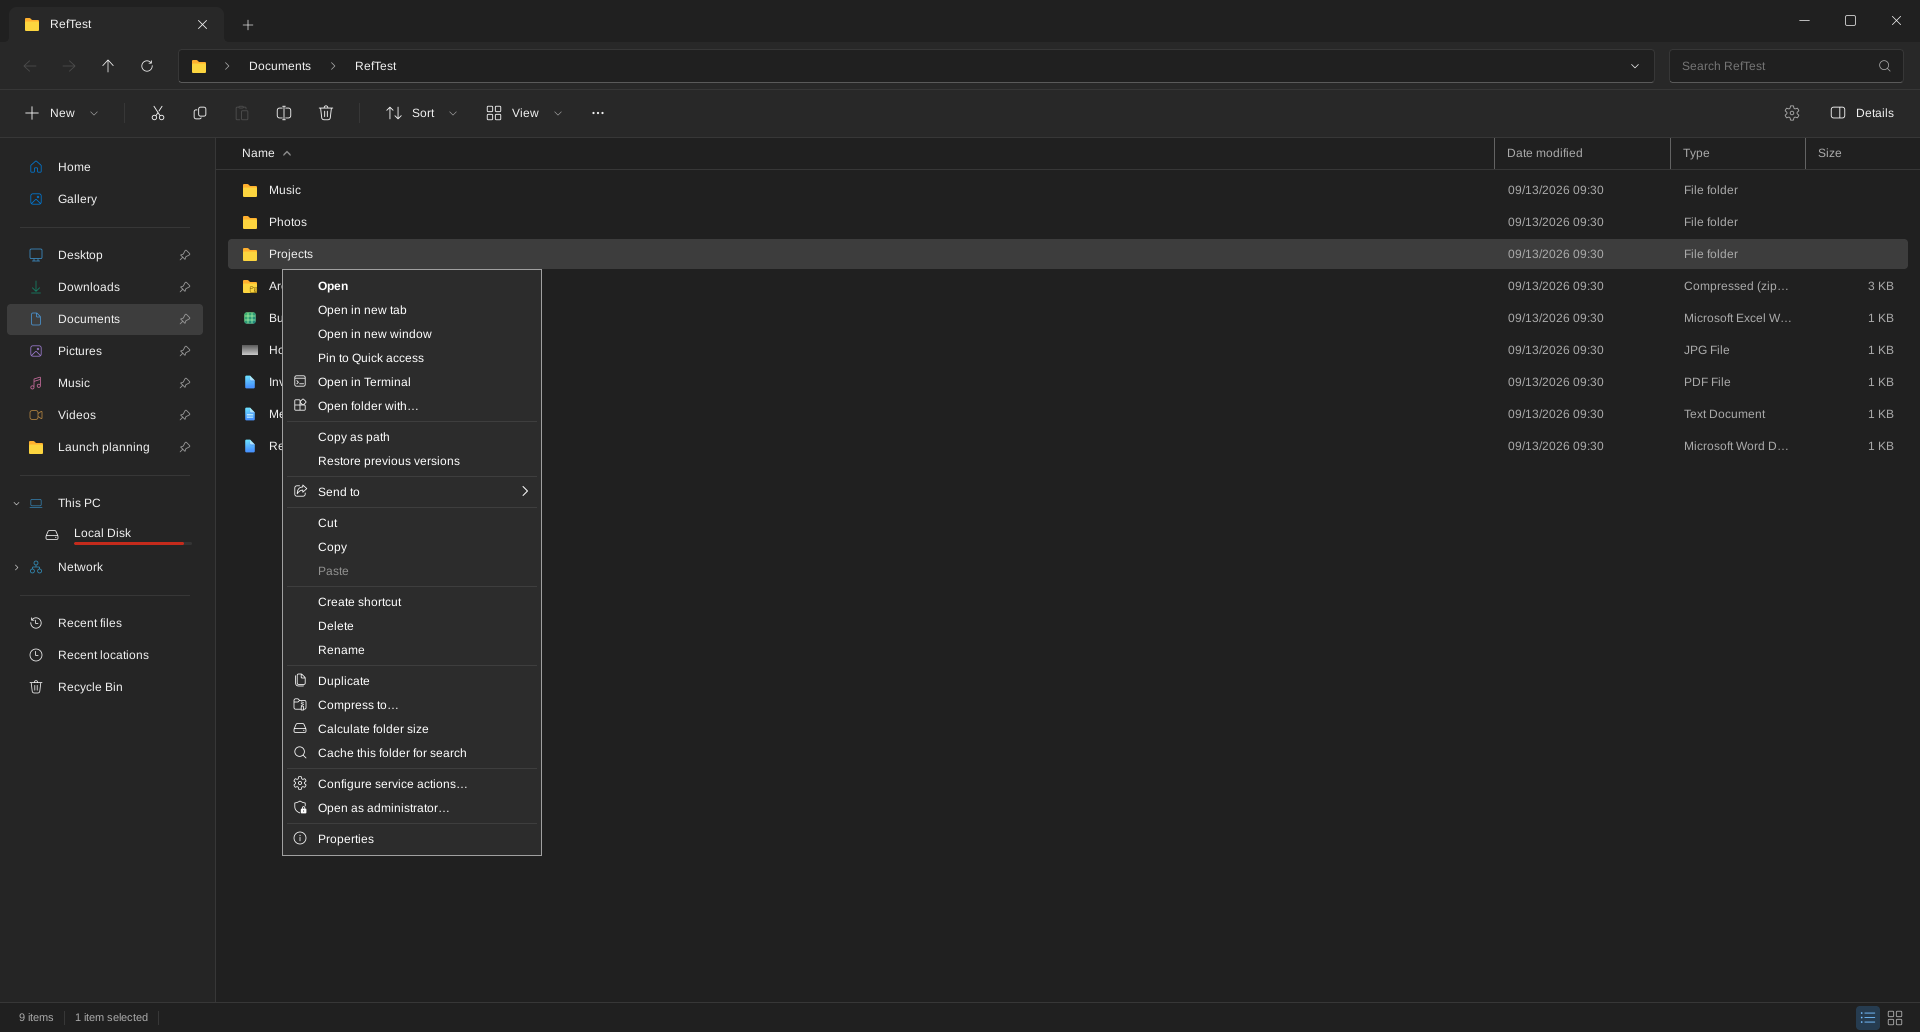 RefTest
Documents
RefTest
Search RefTest
New
Sort
View
Details
Home
Gallery
Desktop
Downloads
Documents
Pictures
Music
Videos
Launch planning
This PC
Local Disk
Network
Recent files
Recent locations
Recycle Bin
Name Date modified Type Size
Music 09/13/2026 09:30 File folder
Photos 09/13/2026 09:30 File folder
Projects 09/13/2026 09:30 File folder
09/13/2026 09:30 Compressed (zip… 3 KB
09/13/2026 09:30 Microsoft Excel W… 1 KB
09/13/2026 09:30 JPG File 1 KB
09/13/2026 09:30 PDF File 1 KB
09/13/2026 09:30 Text Document 1 KB
09/13/2026 09:30 Microsoft Word D… 1 KB
Open
Open in new tab
Open in new window
Pin to Quick access
Open in Terminal
Open folder with…
Copy as path
Restore previous versions
Send to
Cut
Copy
Paste
Create shortcut
Delete
Rename
Duplicate
Compress to…
Calculate folder size
Cache this folder for search
Configure service actions…
Open as administrator…
Properties
9 items
1 item selected